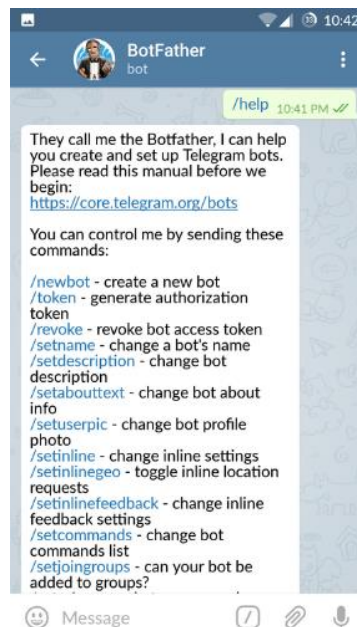 10:42
BotFather
bot
/help 10:41 PM
They call me the Botfather, I can help
you create and set up Telegram bots.
Please read this manual before we
begin:
https://core.telegram.org/bots
You can control me by sending these
commands:
/newbot - create a new bot
/token - generate authorization
token
/revoke - revoke bot access token
/setname - change a bot's name
/setdescription - change bot
description
/setabouttext - change bot about
info
/setuserpic - change bot profile
photo
/setinline - change inline settings
/setinlinegeo - toggle inline location
requests
/setinlinefeedback - change inline
feedback settings
/setcommands - change bot
commands list
/setjoingroups - can your bot be
added to groups?
Message